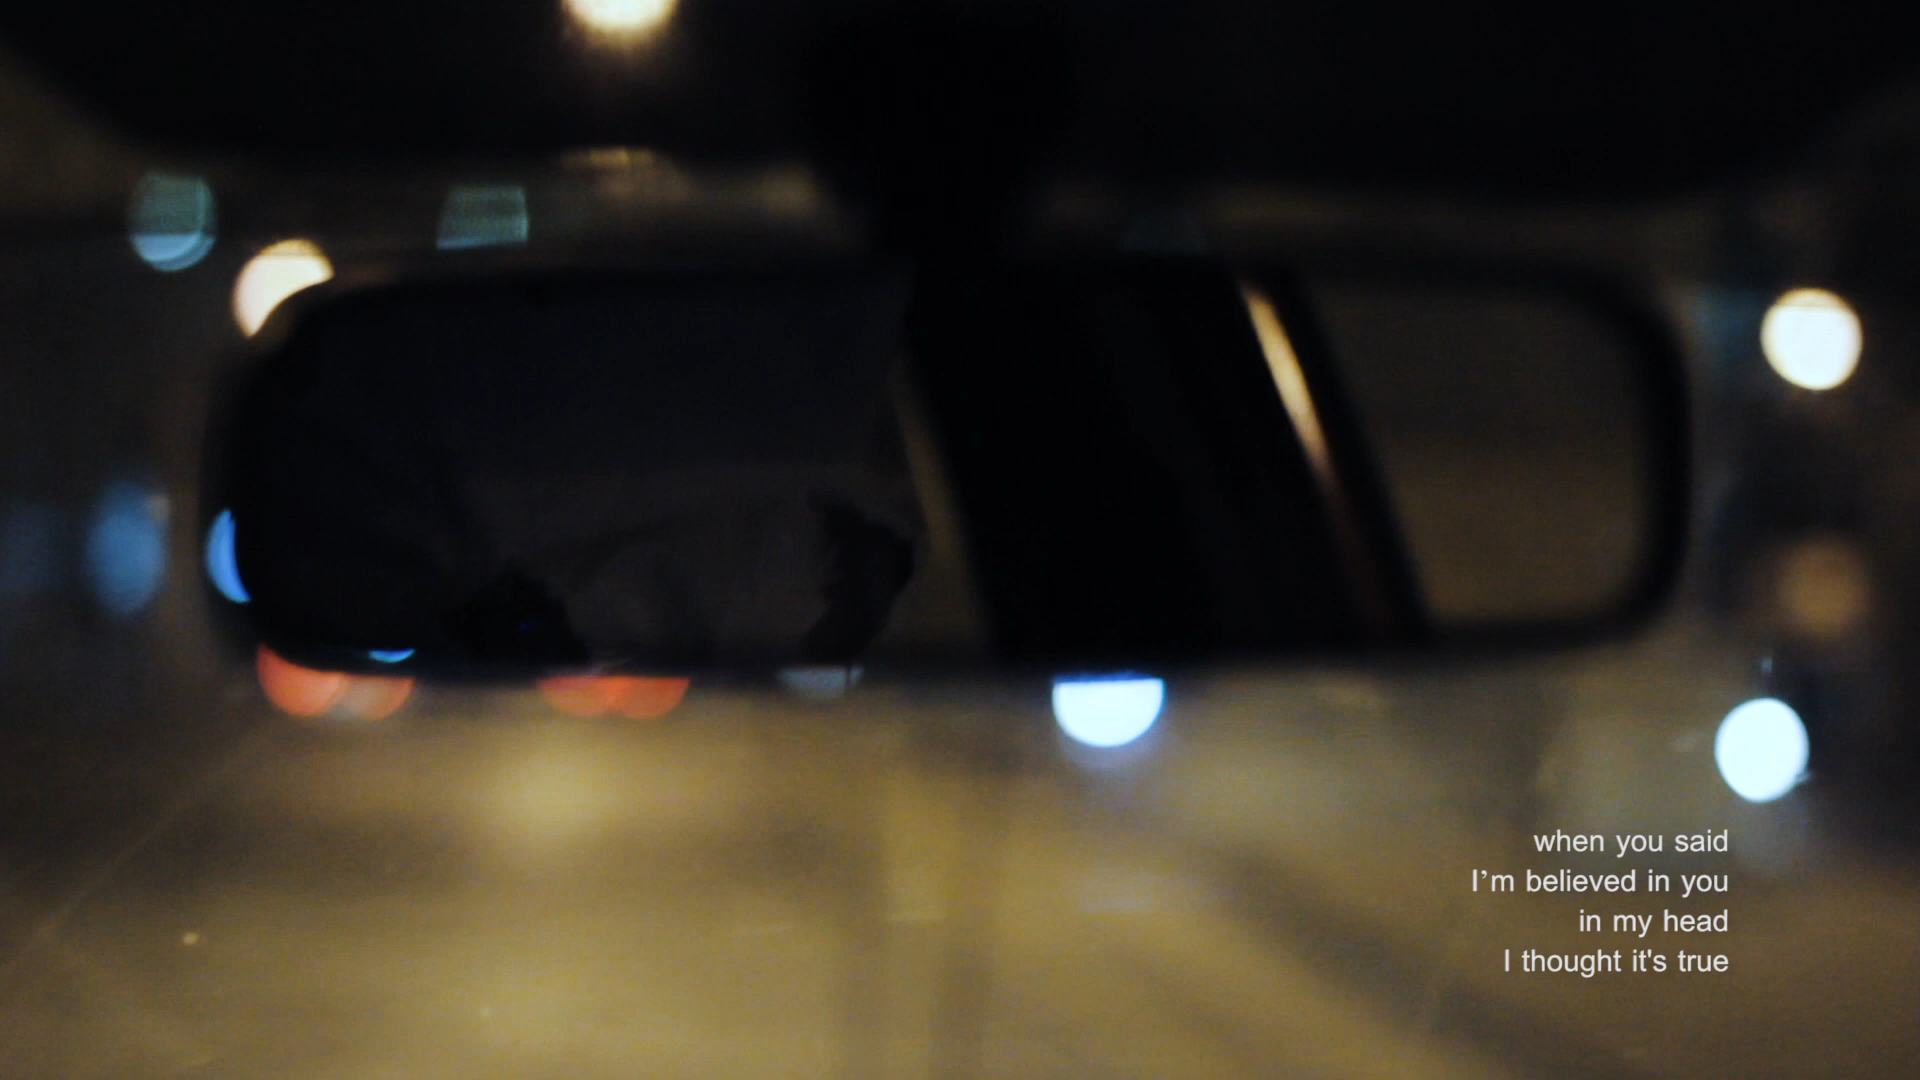 when you said
I’m believed in you
in my head
I thought it's true